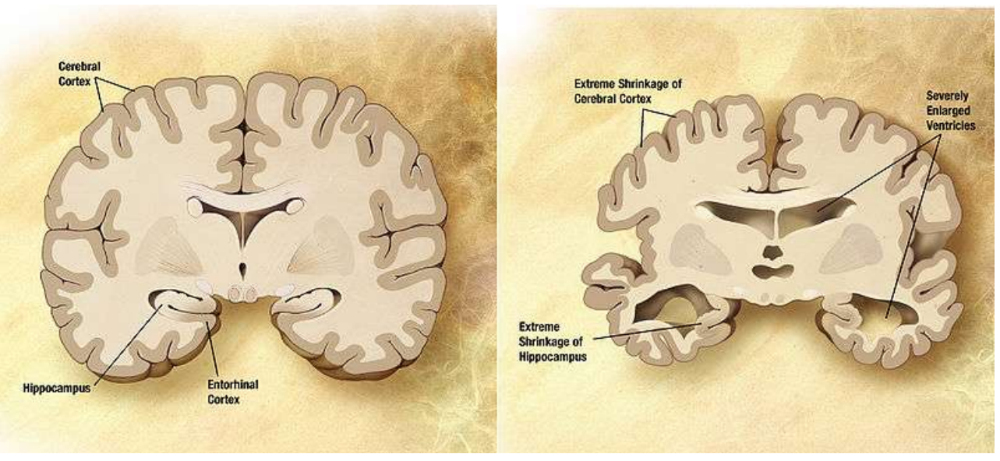 Cerebral
Cortex
Hippocampus
Entorhinal
Cortex
Extreme Shrinkage of
Cerebral Cortex
Severely
Enlarged
Ventricles
Extreme
Shrinkage of
Hippocampus